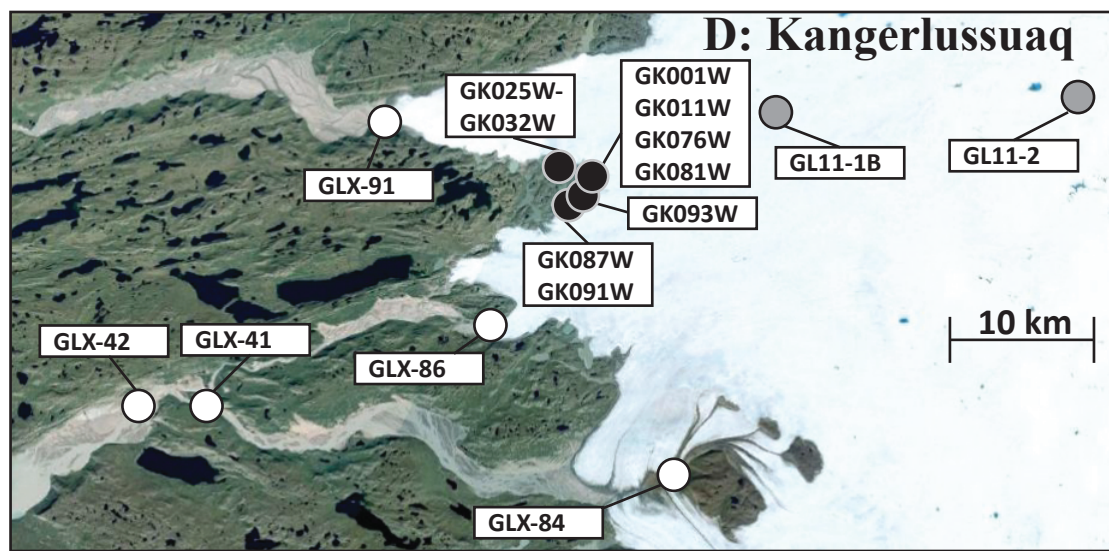 D: Kangerlussuaq
GK025W-
GK032W
GK001W
GK011W
GK076W
GK081W
GLX-91
GL11-1B
GL11-2
GK093W
GK087W
GK091W
10 km
GLX-42
GLX-41
GLX-86
GLX-84